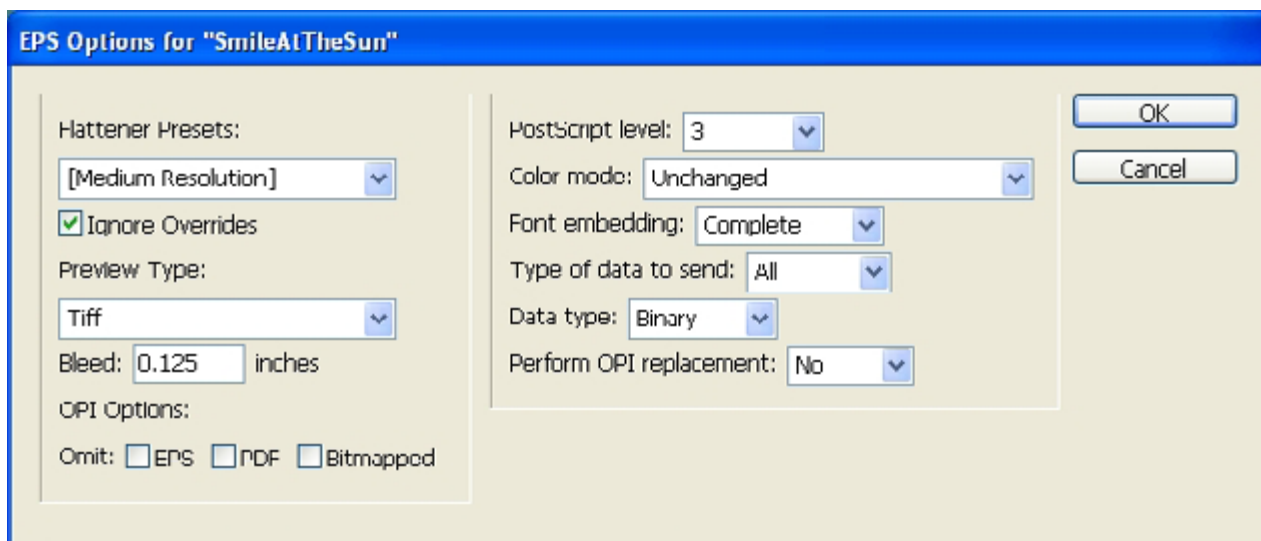 EPS Options for "SmileAtTheSun"
Flattener Presets:
[Medium Resolution]
Ignore Overrides
Preview Type:
Tiff
Bleed: 0.125 inches
OPI Options:
Omit: EPS PDF Bitmapped
PostScript level: 3
Color mode: Unchanged
Font embedding: Complete
Type of data to send: All
Data type: Binary
Perform OPI replacement: No
OK
Cancel